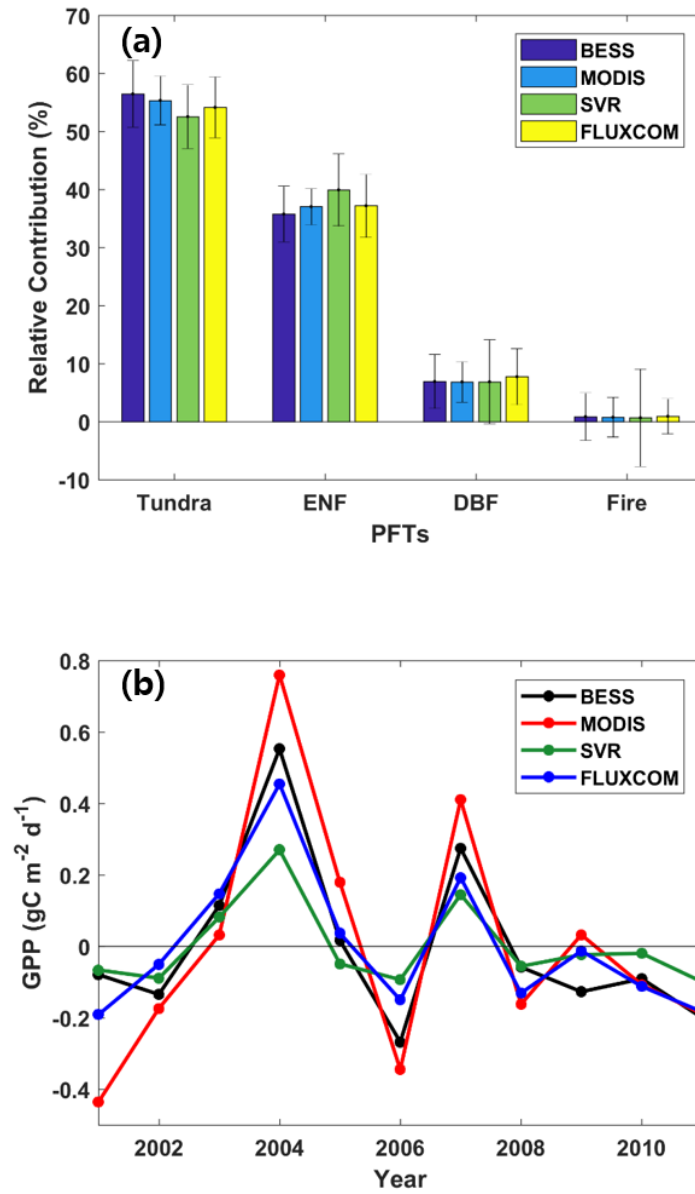 (a)
BESS
MODIS
SVR
FLUXCOM
Relative Contribution (%)
70
60
50
40
30
20
10
0
-10
Tundra ENF DBF Fire
PFTs
(b)
BESS
MODIS
SVR
FLUXCOM
GPP (gC m⁻² d⁻¹)
0.8
0.6
0.4
0.2
0
-0.2
-0.4
2002 2004 2006 2008 2010
Year